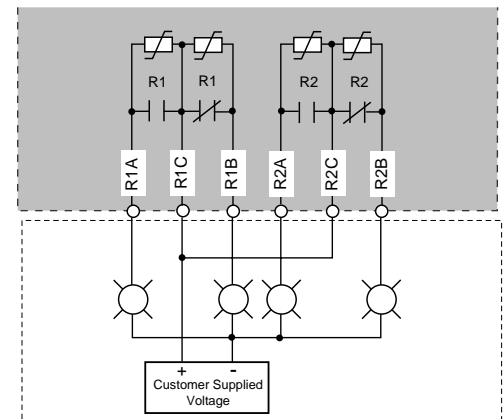 R1 R1 R2 R2
R1A R1C R1B R2A R2C R2B
+ -
Customer Supplied
Voltage